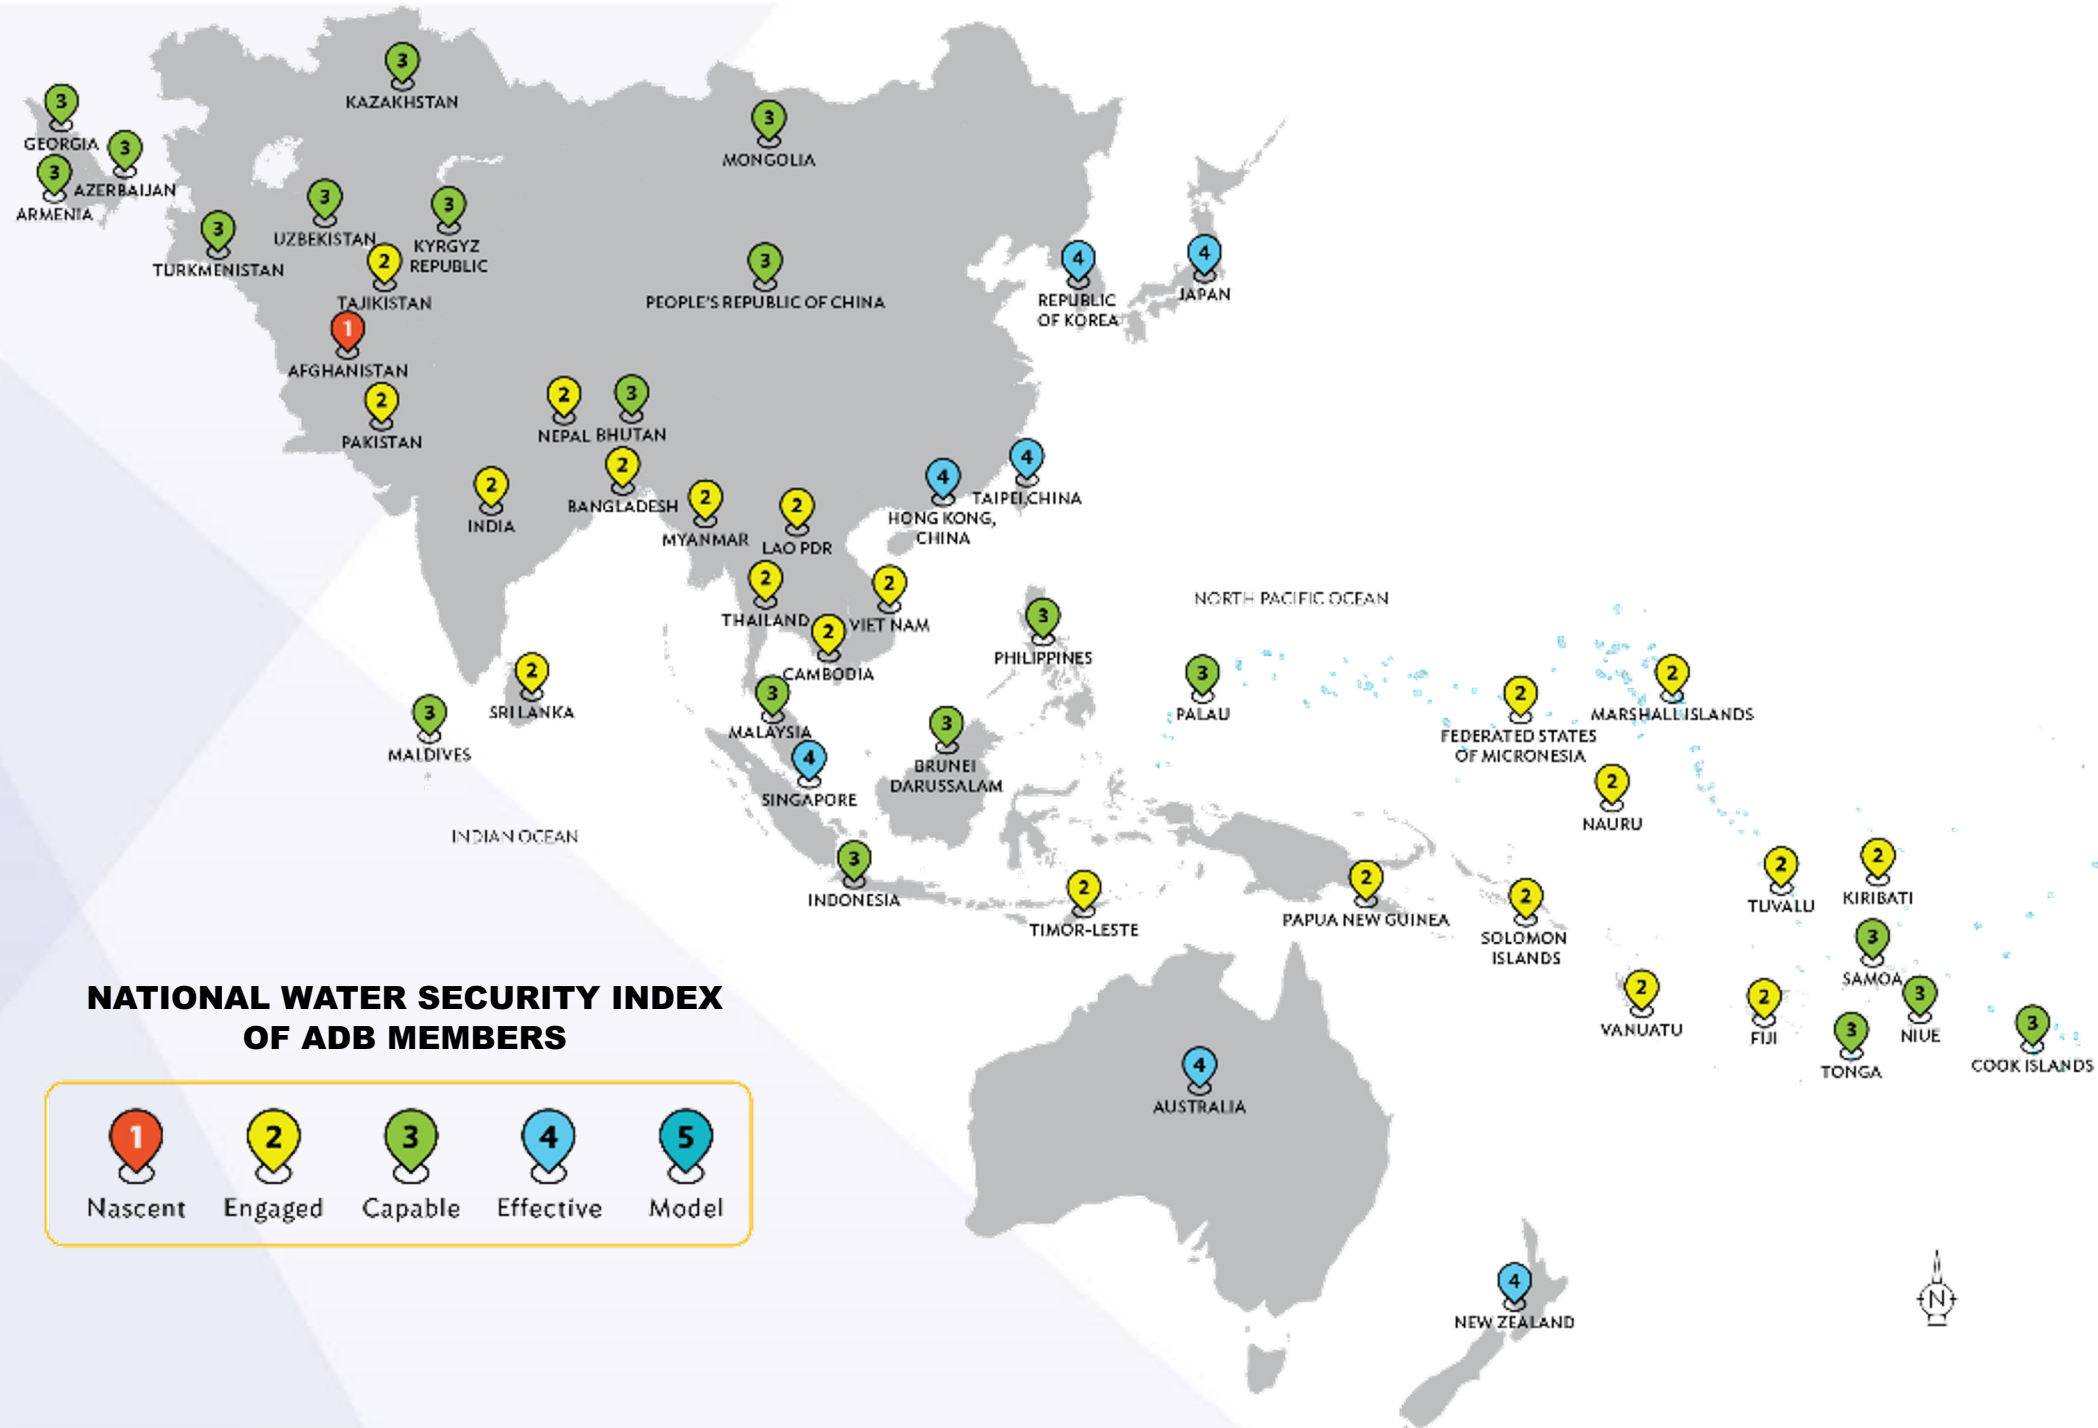 3
KAZAKHSTAN
3
GEORGIA
3
AZERBAIJAN
3
ARMENIA
3
MONGOLIA
3
UZBEKISTAN
3
KYRGYZ
REPUBLIC
3
TURKMENISTAN
2
TAJIKISTAN
3
PEOPLE'S REPUBLIC OF CHINA
4
REPUBLIC
OF KOREA
4
JAPAN
1
AFGHANISTAN
2
PAKISTAN
2
NEPAL
3
BHUTAN
2
BANGLADESH
2
INDIA
2
MYANMAR
2
LAO PDR
4
HONG KONG,
CHINA
4
TAIPEI,CHINA
2
THAILAND
2
VIET NAM
2
CAMBODIA
3
PHILIPPINES
NORTH PACIFIC OCEAN
2
SRI LANKA
3
MALDIVES
3
MALAYSIA
4
SINGAPORE
3
BRUNEI
DARUSSALAM
3
PALAU
2
FEDERATED STATES
OF MICRONESIA
2
MARSHALL ISLANDS
2
NAURU
INDIAN OCEAN
3
INDONESIA
2
TIMOR-LESTE
2
PAPUA NEW GUINEA
2
SOLOMON
ISLANDS
2
TUVALU
2
KIRIBATI
3
SAMOA
2
VANUATU
2
FIJI
3
TONGA
3
NIUE
3
COOK ISLANDS
4
AUSTRALIA
4
NEW ZEALAND
N
NATIONAL WATER SECURITY INDEX
OF ADB MEMBERS
1 2 3 4 5
Nascent Engaged Capable Effective Model